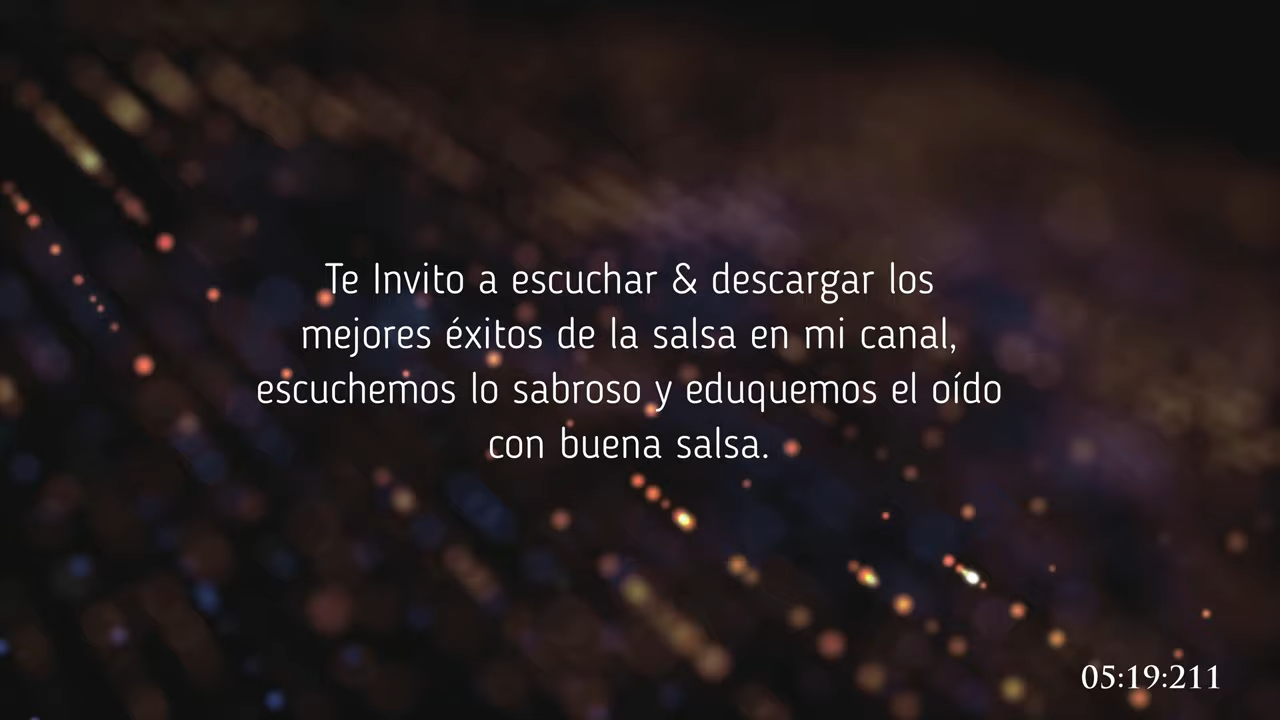 Te Invito a escuchar & descargar los
mejores éxitos de la salsa en mi canal,
escuchemos lo sabroso y eduquemos el oído
con buena salsa.
05:19:211